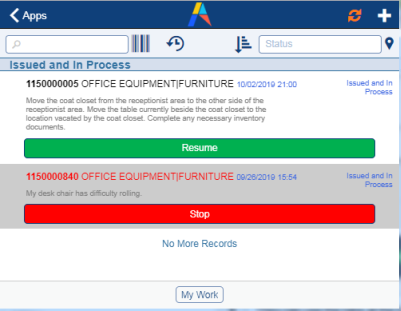 Apps
Status
Issued and In Process
1150000005 OFFICE EQUIPMENT|FURNITURE 10/02/2019 21:00
Issued and In
Process
Move the coat closet from the receptionist area to the other side of the
receptionist area. Move the table currently beside the coat closet to the
location vacated by the coat closet. Complete any necessary inventory
documents.
Resume
1150000840 OFFICE EQUIPMENT|FURNITURE 09/26/2019 15:54
Issued and In
Process
My desk chair has difficulty rolling.
Stop
No More Records
My Work